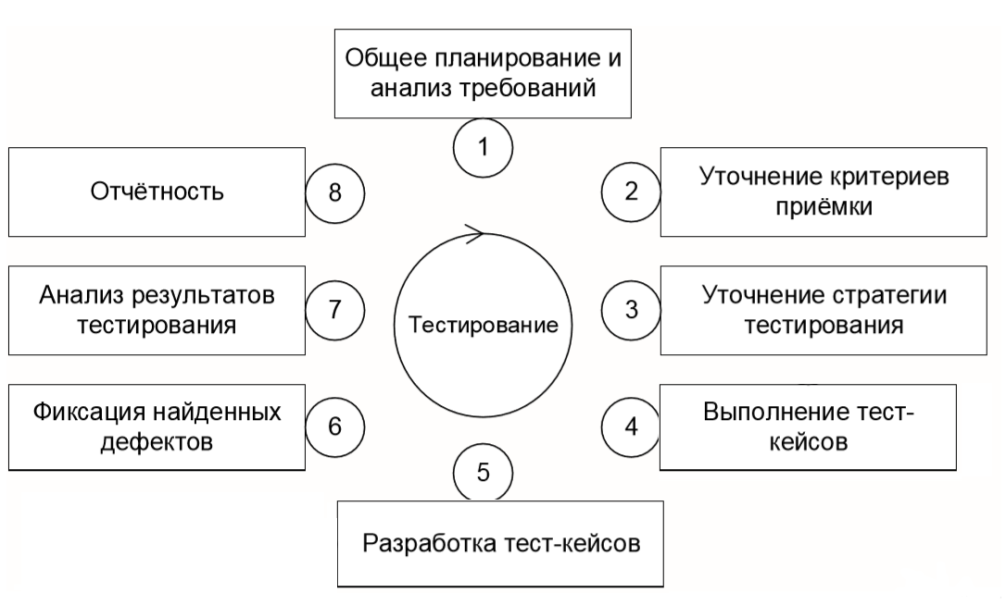 Общее планирование и
анализ требований
1
2
Уточнение критериев
приёмки
3
Уточнение стратегии
тестирования
4
Выполнение тест-
кейсов
5
Разработка тест-кейсов
6
Фиксация найденных
дефектов
7
Анализ результатов
тестирования
8
Отчётность
Тестирование